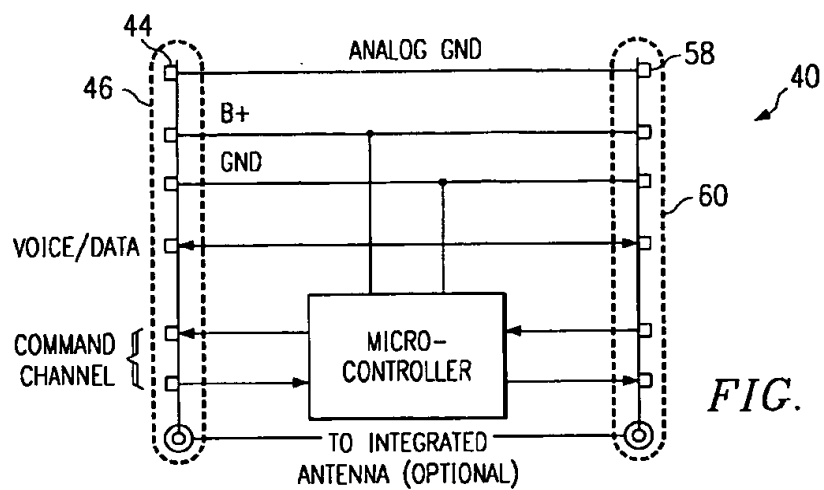 44
ANALOG GND
58
46
40
B+
GND
60
VOICE/DATA
COMMAND
CHANNEL
MICRO-
CONTROLLER
FIG.
TO INTEGRATED
ANTENNA (OPTIONAL)